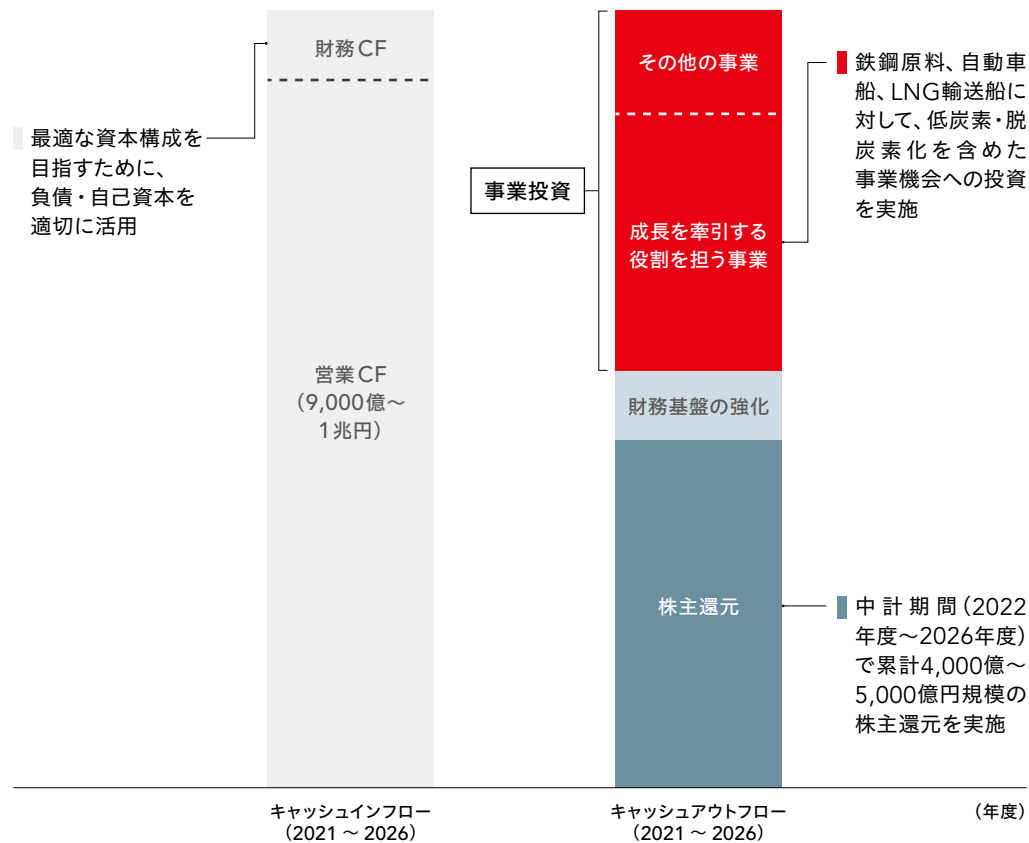 財務CF
最適な資本構成を
目指すために、
負債・自己資本を
適切に活用
営業CF
（9,000億～
1兆円）
事業投資
その他の事業
成長を牽引する
役割を担う事業
財務基盤の強化
株主還元
鉄鋼原料、自動車
船、LNG輸送船に
対して、低炭素・脱
炭素化を含めた
事業機会への投資
を実施
中計期間（2022
年度～2026年度）
で累計4,000億～
5,000億円規模の
株主還元を実施
キャッシュインフロー
（2021 ～ 2026）
キャッシュアウトフロー
（2021 ～ 2026）
（年度）